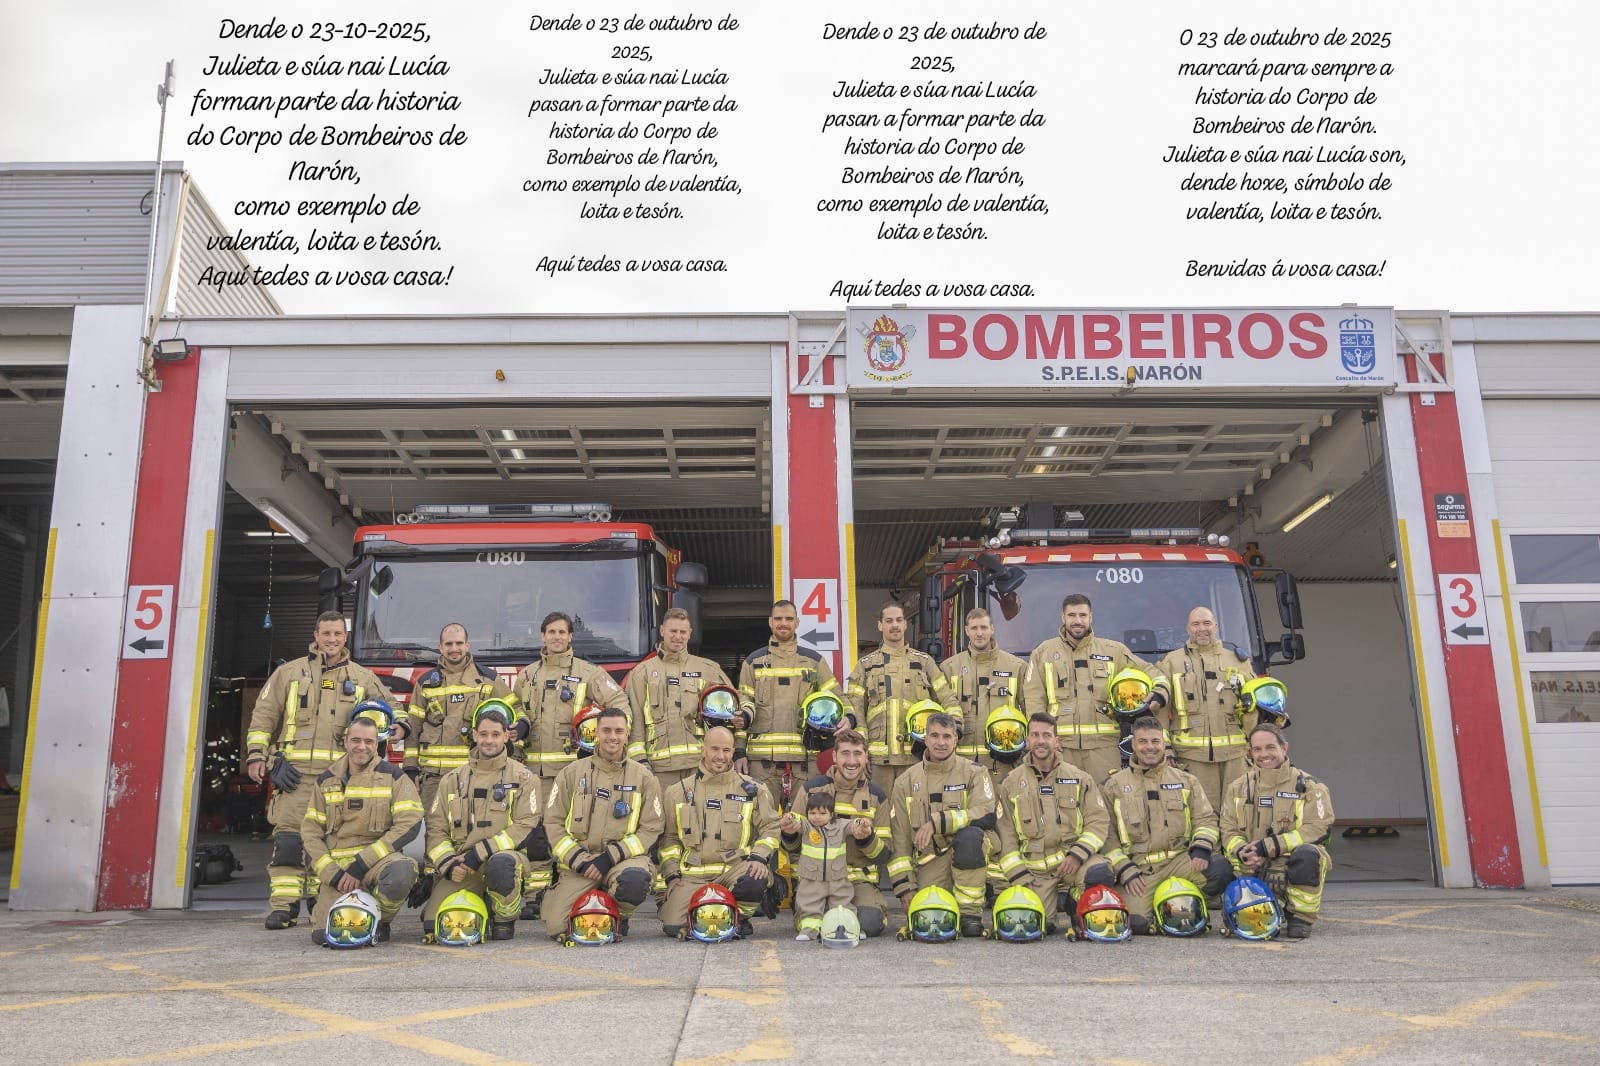 Dende o 23-10-2025,
Julieta e súa nai Lucía
forman parte da historia
do Corpo de Bombeiros de
Narón,
como exemplo de
valentía, loita e tesón.
Aquí tedes a vosa casa!
Dende o 23 de outubro de
2025,
Julieta e súa nai Lucía
pasan a formar parte da
historia do Corpo de
Bombeiros de Narón,
como exemplo de valentía,
loita e tesón.
Aquí tedes a vosa casa.
Dende o 23 de outubro de
2025,
Julieta e súa nai Lucía
pasan a formar parte da
historia do Corpo de
Bombeiros de Narón,
como exemplo de valentía,
loita e tesón.
Aquí tedes a vosa casa.
O 23 de outubro de 2025
marcará para sempre a
historia do Corpo de
Bombeiros de Narón.
Julieta e súa nai Lucía son,
dende hoxe, símbolo de
valentía, loita e tesón.
Benvidas á vosa casa!
BOMBEIROS
S.P.E.I.S. NARÓN
Concello de Narón
segurma
080
080
5
4
3
A+
L. GARCÍA